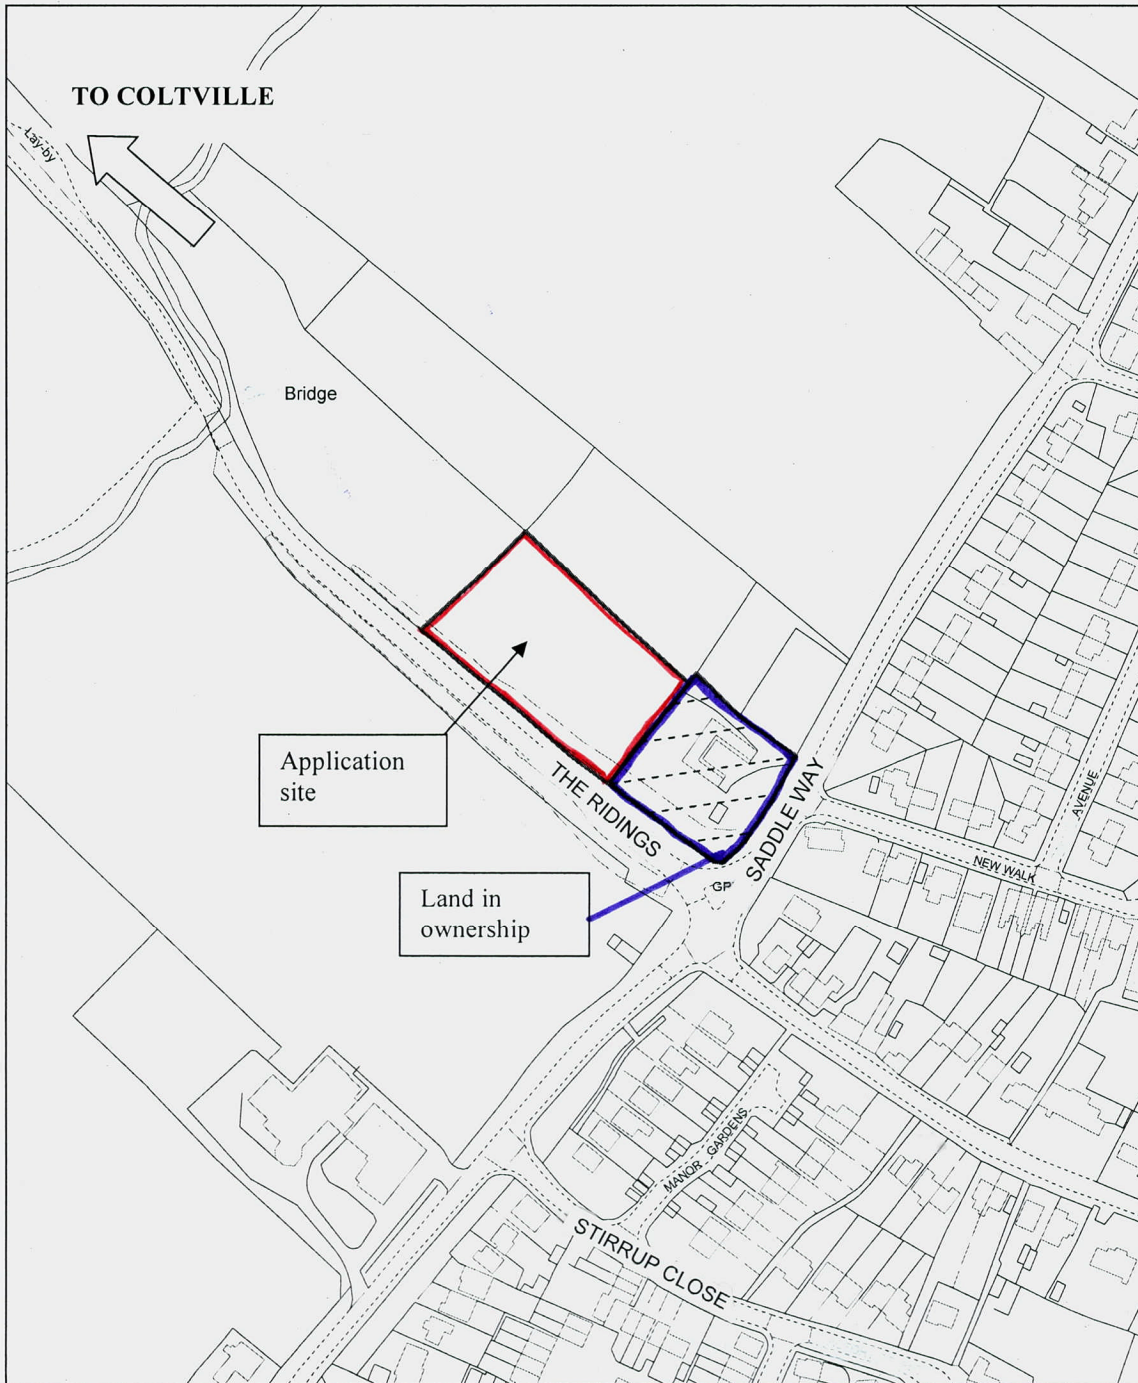 TO COLTVILLE
Lay-by
Bridge
Application
site
THE RIDINGS
SADDLE WAY
AVENUE
NEW WALK
GP
Land in
ownership
MANOR GARDENS
STIRRUP CLOSE